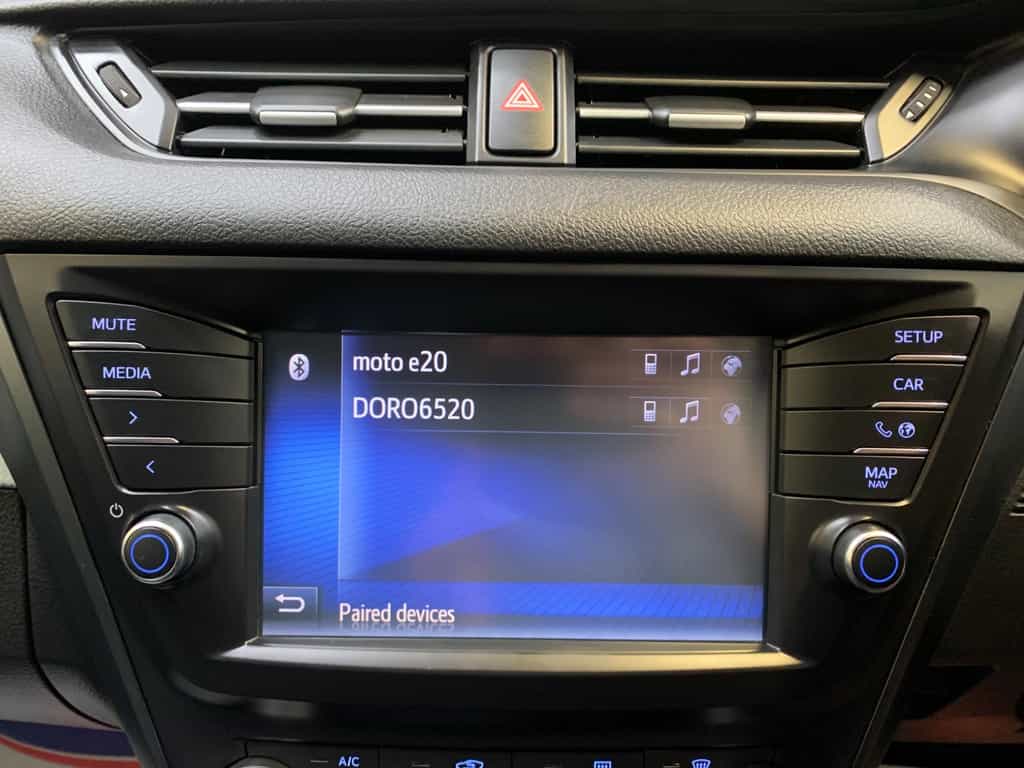 MUTE
MEDIA
>
<
moto e20
DORO6520
Paired devices
SETUP
CAR
MAP
NAV
A/C